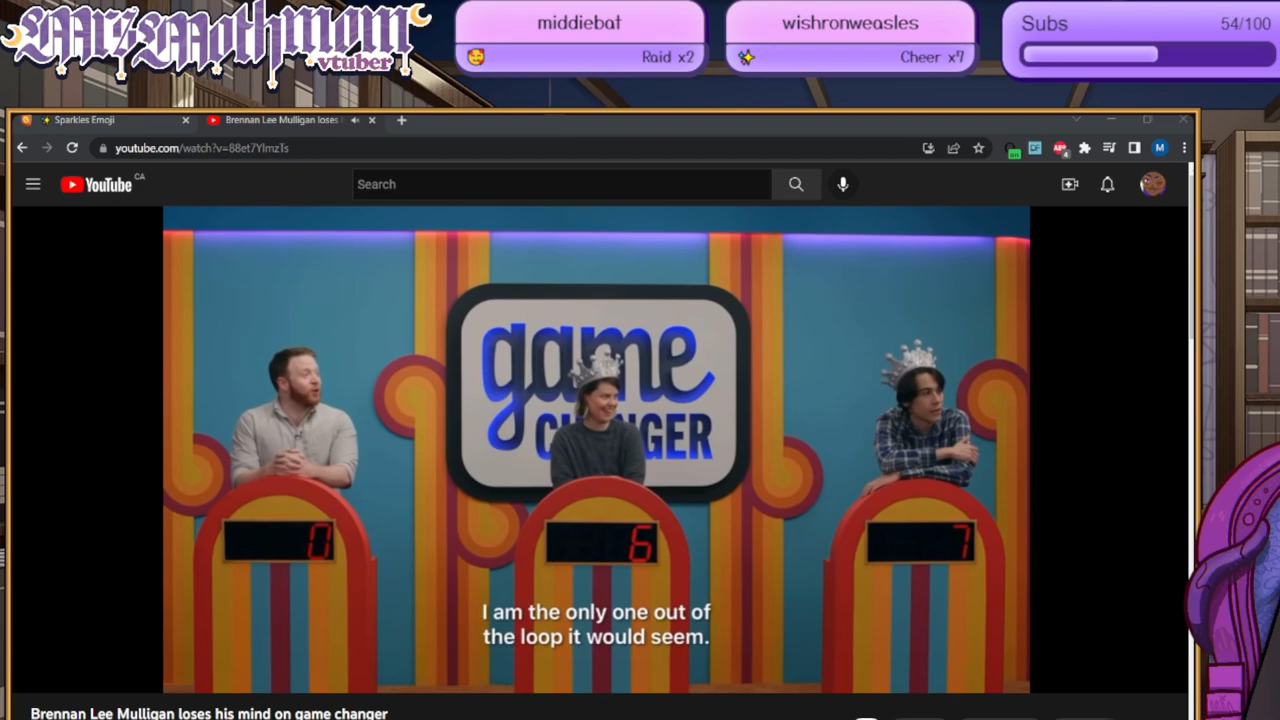 MrsMothmom
vtuber
middiebat
Raid x2
wishronweasles
Cheer x7
Subs
54/100
Sparkles Emoji
Brennan Lee Mulligan loses
youtube.com/watch?v=88et7YlmzTs
YouTube CA
Search
game
CHANGER
0
6
7
I am the only one out of
the loop it would seem.
Brennan Lee Mulligan loses his mind on game changer